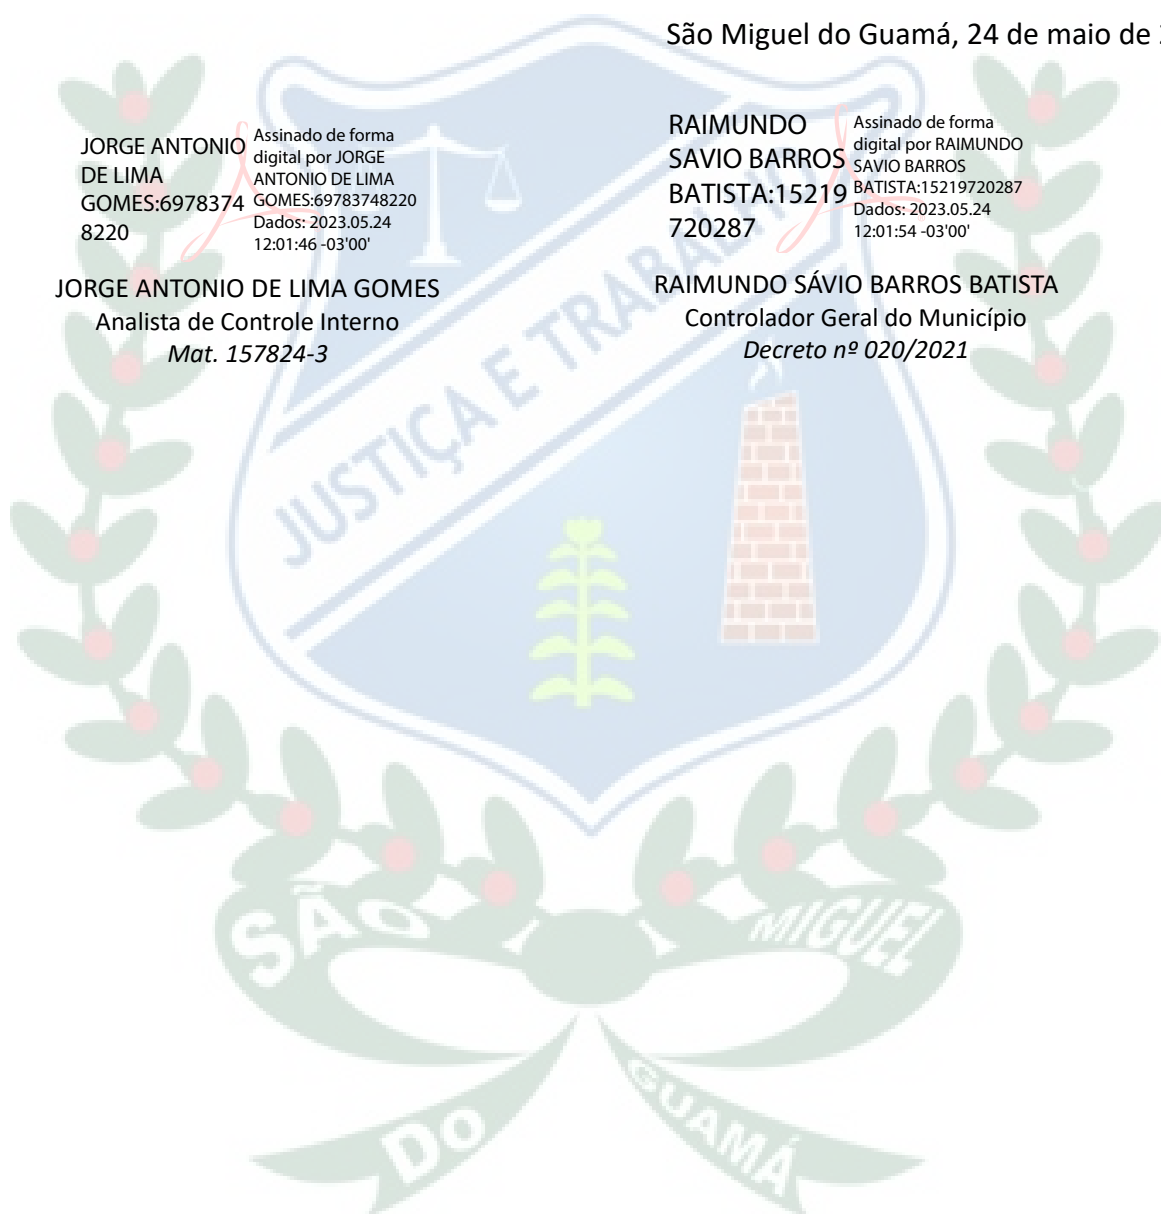 São Miguel do Guamá, 24 de maio de
JORGE ANTONIO
DE LIMA
GOMES:6978374
8220
Assinado de forma
digital por JORGE
ANTONIO DE LIMA
GOMES:69783748220
Dados: 2023.05.24
12:01:46 -03'00'
RAIMUNDO
SAVIO BARROS
BATISTA:15219
720287
Assinado de forma
digital por RAIMUNDO
SAVIO BARROS
BATISTA:15219720287
Dados: 2023.05.24
12:01:54 -03'00'
JORGE ANTONIO DE LIMA GOMES
Analista de Controle Interno
Mat. 157824-3
RAIMUNDO SÁVIO BARROS BATISTA
Controlador Geral do Município
Decreto nº 020/2021
JUSTIÇA E TRABALHO
SÃO
MIGUEL
DO
GUAMÁ